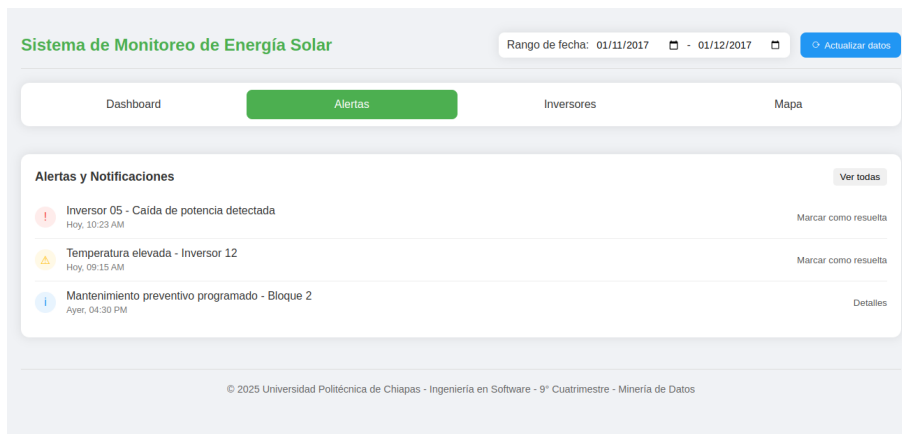 Sistema de Monitoreo de Energía Solar
Rango de fecha: 01/11/2017 - 01/12/2017
⟳ Actualizar datos
Dashboard Alertas Inversores Mapa
Alertas y Notificaciones
Ver todas
!
Inversor 05 - Caída de potencia detectada
Hoy, 10:23 AM
Marcar como resuelta
⚠
Temperatura elevada - Inversor 12
Hoy, 09:15 AM
Marcar como resuelta
i
Mantenimiento preventivo programado - Bloque 2
Ayer, 04:30 PM
Detalles
© 2025 Universidad Politécnica de Chiapas - Ingeniería en Software - 9° Cuatrimestre - Minería de Datos